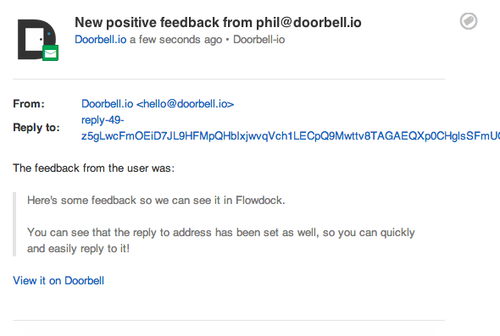 New positive feedback from phil@doorbell.io
Doorbell.io a few seconds ago • Doorbell-io
From: Doorbell.io <hello@doorbell.io>
Reply to: reply-49-
z5gLwcFmOEiD7JL9HFMpQHbIxjwvqVch1LECpQ9Mwttv8TAGAEQXp0CHglsSFmU
The feedback from the user was:
Here's some feedback so we can see it in Flowdock.
You can see that the reply to address has been set as well, so you can quickly
and easily reply to it!
View it on Doorbell